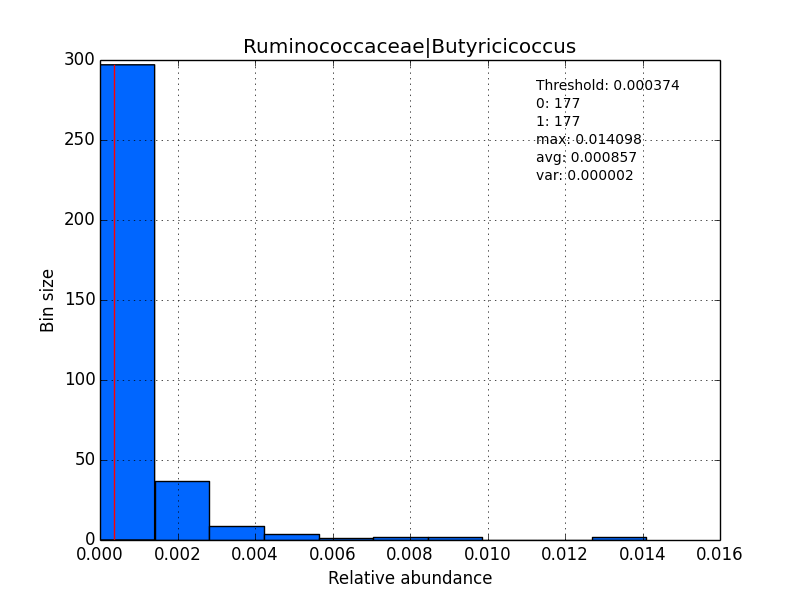 Ruminococcaceae|Butyricicoccus
Threshold: 0.000374
0: 177
1: 177
max: 0.014098
avg: 0.000857
var: 0.000002
300
250
200
150
100
50
0
Bin size
0.000 0.002 0.004 0.006 0.008 0.010 0.012 0.014 0.016
Relative abundance